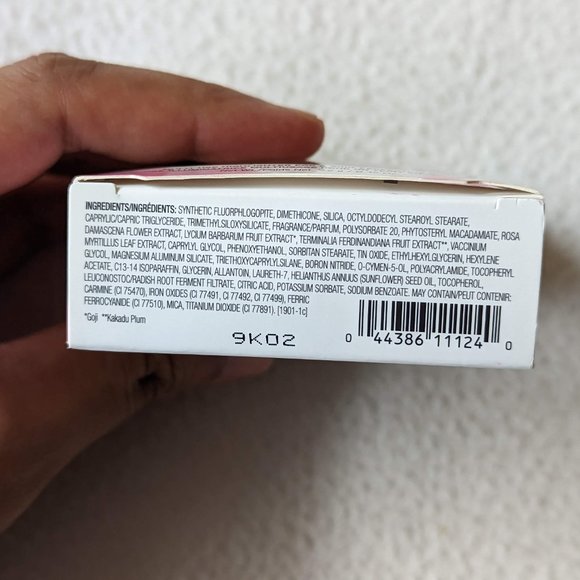 INGREDIENTS/INGRÉDIENTS: SYNTHETIC FLUORPHLOGOPITE, DIMETHICONE, SILICA, OCTYLDODECYL STEAROYL STEARATE,
CAPRYLIC/CAPRIC TRIGLYCERIDE, TRIMETHYLSILOXYSILICATE, FRAGRANCE/PARFUM, POLYSORBATE 20, PHYTOSTERYL MACADAMIATE, ROSA
DAMASCENA FLOWER EXTRACT, LYCIUM BARBARUM FRUIT EXTRACT*, TERMINALIA FERDINANDIANA FRUIT EXTRACT**, VACCINIUM
MYRTILLUS LEAF EXTRACT, CAPRYLYL GLYCOL, PHENOXYETHANOL, SORBITAN STEARATE, TIN OXIDE, ETHYLHEXYLGLYCERIN, HEXYLENE
GLYCOL, MAGNESIUM ALUMINUM SILICATE, TRIETHOXYCAPRYLYLSILANE, BORON NITRIDE, O-CYMEN-5-OL, POLYACRYLAMIDE, TOCOPHERYL
ACETATE, C13-14 ISOPARAFFIN, GLYCERIN, ALLANTOIN, LAURETH-7, HELIANTHUS ANNUUS (SUNFLOWER) SEED OIL, TOCOPHEROL,
LEUCONOSTOC/RADISH ROOT FERMENT FILTRATE, CITRIC ACID, POTASSIUM SORBATE, SODIUM BENZOATE. MAY CONTAIN/PEUT CONTENIR:
CARMINE (CI 75470), IRON OXIDES (CI 77491, CI 77492, CI 77499), FERRIC
FERROCYANIDE (CI 77510), MICA, TITANIUM DIOXIDE (CI 77891). [1901-1c]
*Goji **Kakadu Plum
9K02
0 44386 11124 0